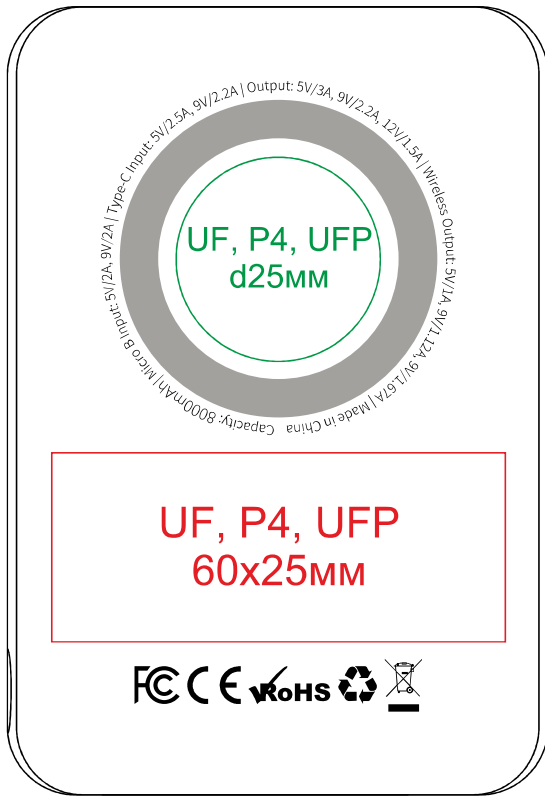 Capacity: 8000mAh | Micro B Input: 5V/2A, 9V/2A | Type-C Input: 5V/2.5A, 9V/2.2A | Output: 5V/3A, 9V/2.2A, 12V/1.5A | Wireless Output: 5V/1A, 9V/1.12A, 9V/1.67A | Made in China
UF, P4, UFP
d25мм
UF, P4, UFP
60х25мм
FC CE RoHS